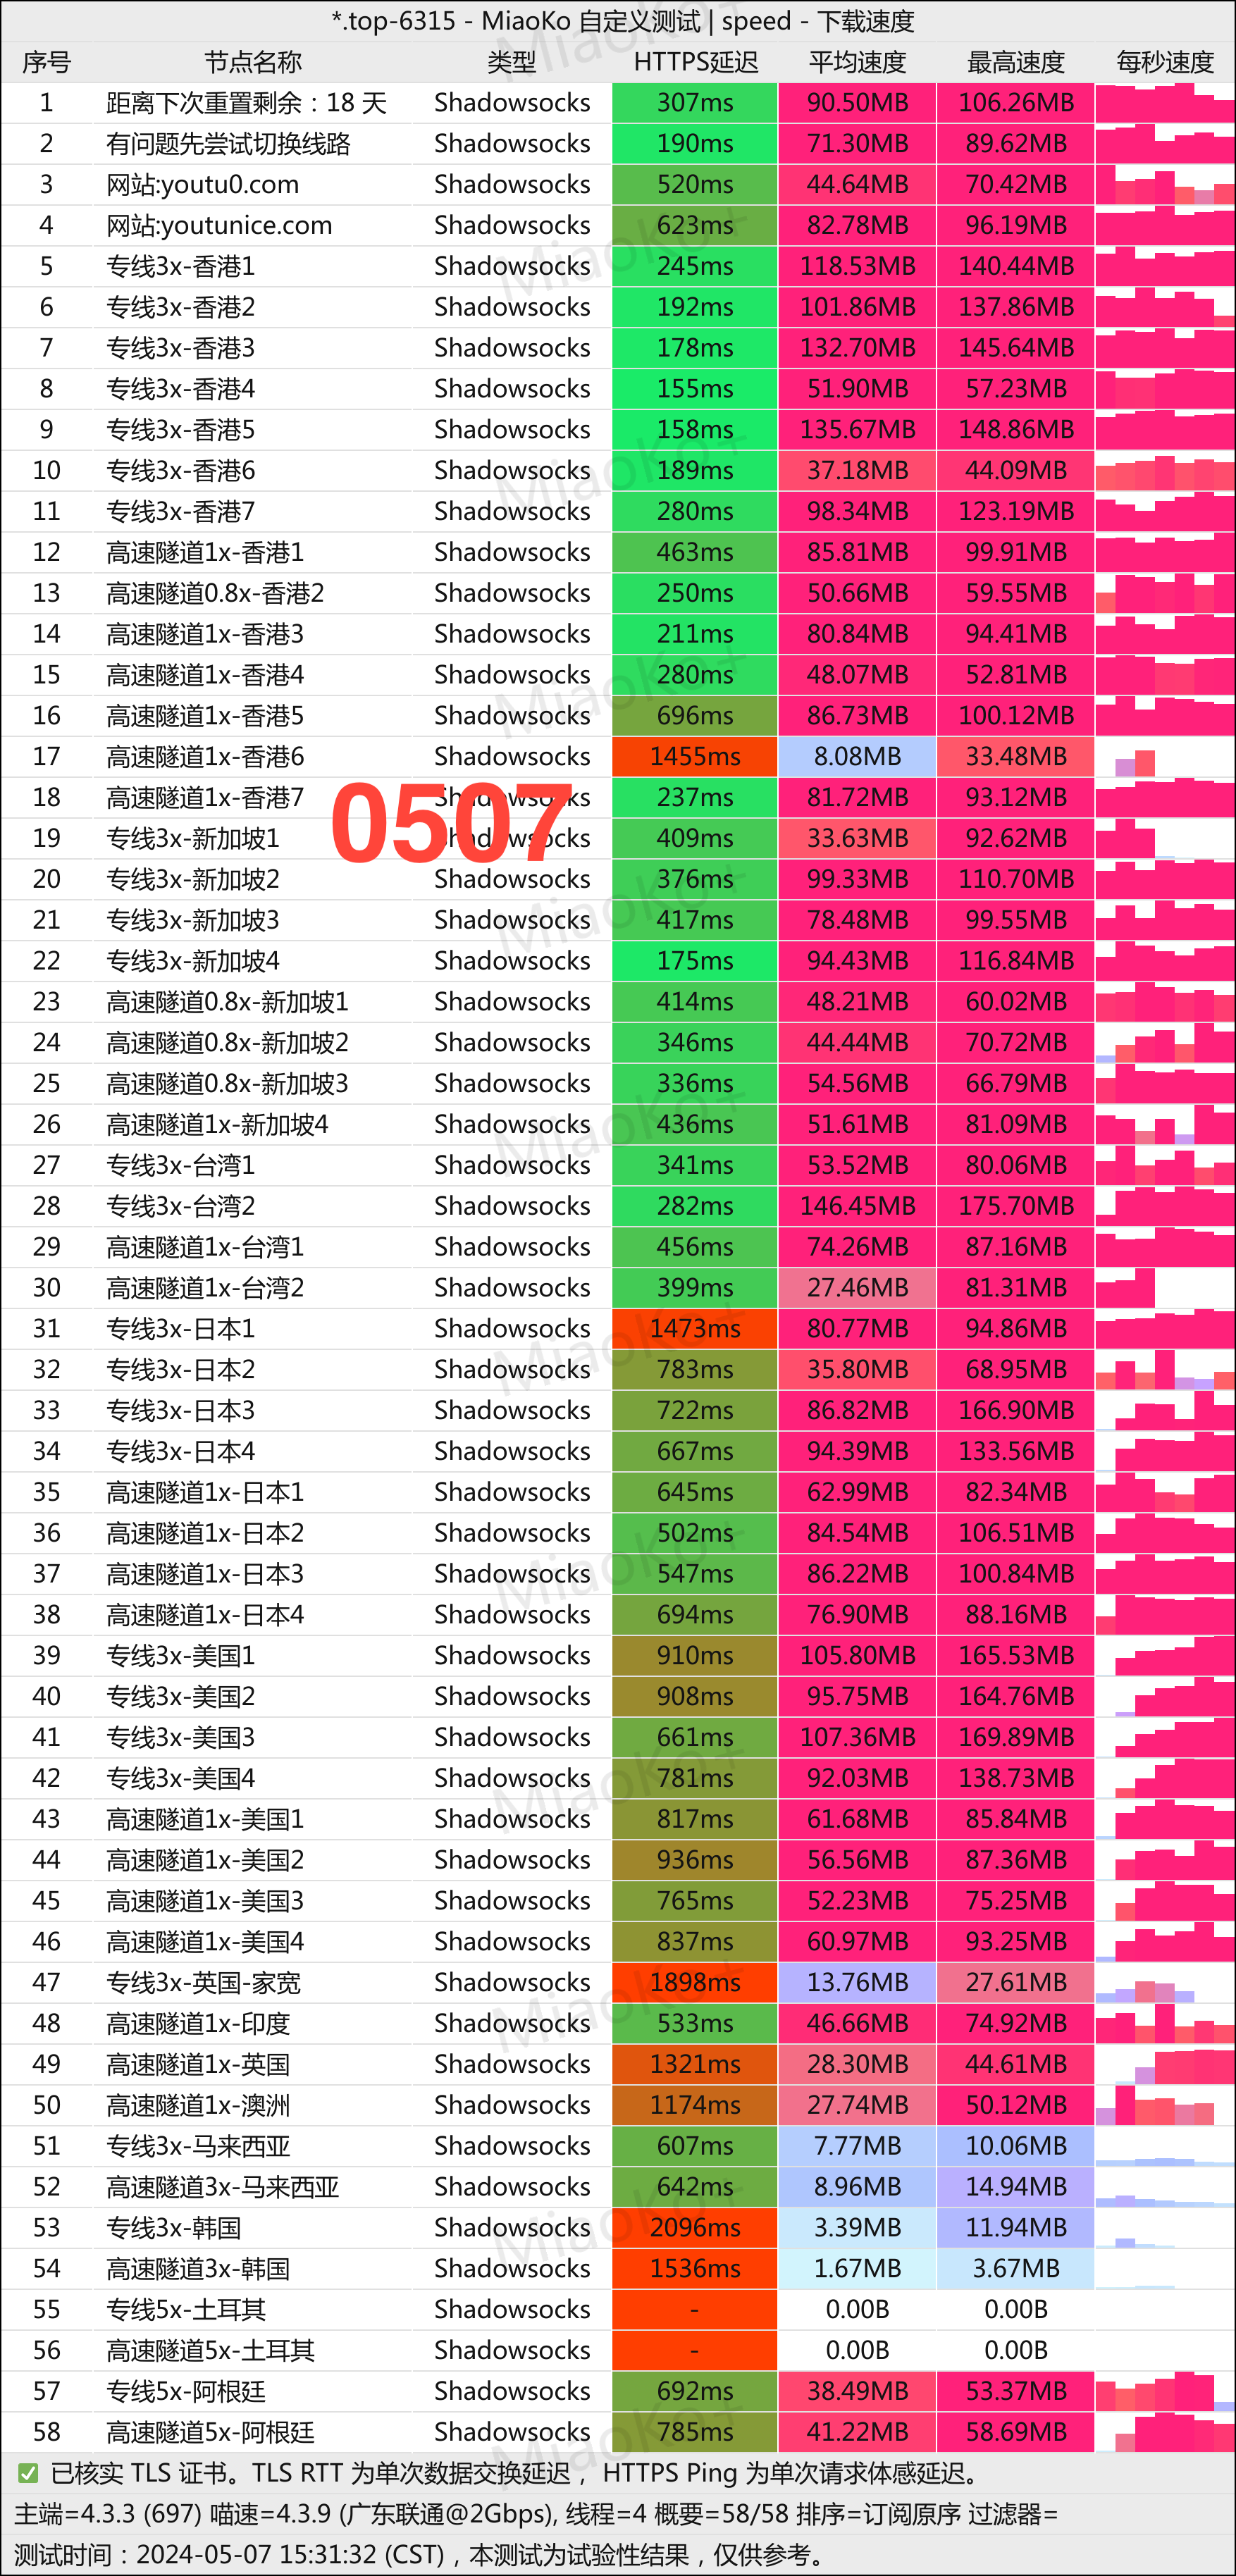 *.top-6315 - MiaoKo 自定义测试 | speed - 下载速度
序号 节点名称 类型 HTTPS延迟 平均速度 最高速度 每秒速度
1 距离下次重置剩余：18 天 Shadowsocks 307ms 90.50MB 106.26MB
2 有问题先尝试切换线路 Shadowsocks 190ms 71.30MB 89.62MB
3 网站:youtu0.com Shadowsocks 520ms 44.64MB 70.42MB
4 网站:youtunice.com Shadowsocks 623ms 82.78MB 96.19MB
5 专线3x-香港1 Shadowsocks 245ms 118.53MB 140.44MB
6 专线3x-香港2 Shadowsocks 192ms 101.86MB 137.86MB
7 专线3x-香港3 Shadowsocks 178ms 132.70MB 145.64MB
8 专线3x-香港4 Shadowsocks 155ms 51.90MB 57.23MB
9 专线3x-香港5 Shadowsocks 158ms 135.67MB 148.86MB
10 专线3x-香港6 Shadowsocks 189ms 37.18MB 44.09MB
11 专线3x-香港7 Shadowsocks 280ms 98.34MB 123.19MB
12 高速隧道1x-香港1 Shadowsocks 463ms 85.81MB 99.91MB
13 高速隧道0.8x-香港2 Shadowsocks 250ms 50.66MB 59.55MB
14 高速隧道1x-香港3 Shadowsocks 211ms 80.84MB 94.41MB
15 高速隧道1x-香港4 Shadowsocks 280ms 48.07MB 52.81MB
16 高速隧道1x-香港5 Shadowsocks 696ms 86.73MB 100.12MB
17 高速隧道1x-香港6 Shadowsocks 1455ms 8.08MB 33.48MB
18 高速隧道1x-香港7 Shadowsocks 237ms 81.72MB 93.12MB
0507
19 专线3x-新加坡1 Shadowsocks 409ms 33.63MB 92.62MB
20 专线3x-新加坡2 Shadowsocks 376ms 99.33MB 110.70MB
21 专线3x-新加坡3 Shadowsocks 417ms 78.48MB 99.55MB
22 专线3x-新加坡4 Shadowsocks 175ms 94.43MB 116.84MB
23 高速隧道0.8x-新加坡1 Shadowsocks 414ms 48.21MB 60.02MB
24 高速隧道0.8x-新加坡2 Shadowsocks 346ms 44.44MB 70.72MB
25 高速隧道0.8x-新加坡3 Shadowsocks 336ms 54.56MB 66.79MB
26 高速隧道1x-新加坡4 Shadowsocks 436ms 51.61MB 81.09MB
27 专线3x-台湾1 Shadowsocks 341ms 53.52MB 80.06MB
28 专线3x-台湾2 Shadowsocks 282ms 146.45MB 175.70MB
29 高速隧道1x-台湾1 Shadowsocks 456ms 74.26MB 87.16MB
30 高速隧道1x-台湾2 Shadowsocks 399ms 27.46MB 81.31MB
31 专线3x-日本1 Shadowsocks 1473ms 80.77MB 94.86MB
32 专线3x-日本2 Shadowsocks 783ms 35.80MB 68.95MB
33 专线3x-日本3 Shadowsocks 722ms 86.82MB 166.90MB
34 专线3x-日本4 Shadowsocks 667ms 94.39MB 133.56MB
35 高速隧道1x-日本1 Shadowsocks 645ms 62.99MB 82.34MB
36 高速隧道1x-日本2 Shadowsocks 502ms 84.54MB 106.51MB
37 高速隧道1x-日本3 Shadowsocks 547ms 86.22MB 100.84MB
38 高速隧道1x-日本4 Shadowsocks 694ms 76.90MB 88.16MB
39 专线3x-美国1 Shadowsocks 910ms 105.80MB 165.53MB
40 专线3x-美国2 Shadowsocks 908ms 95.75MB 164.76MB
41 专线3x-美国3 Shadowsocks 661ms 107.36MB 169.89MB
42 专线3x-美国4 Shadowsocks 781ms 92.03MB 138.73MB
43 高速隧道1x-美国1 Shadowsocks 817ms 61.68MB 85.84MB
44 高速隧道1x-美国2 Shadowsocks 936ms 56.56MB 87.36MB
45 高速隧道1x-美国3 Shadowsocks 765ms 52.23MB 75.25MB
46 高速隧道1x-美国4 Shadowsocks 837ms 60.97MB 93.25MB
47 专线3x-英国-家宽 Shadowsocks 1898ms 13.76MB 27.61MB
48 高速隧道1x-印度 Shadowsocks 533ms 46.66MB 74.92MB
49 高速隧道1x-英国 Shadowsocks 1321ms 28.30MB 44.61MB
50 高速隧道1x-澳洲 Shadowsocks 1174ms 27.74MB 50.12MB
51 专线3x-马来西亚 Shadowsocks 607ms 7.77MB 10.06MB
52 高速隧道3x-马来西亚 Shadowsocks 642ms 8.96MB 14.94MB
53 专线3x-韩国 Shadowsocks 2096ms 3.39MB 11.94MB
54 高速隧道3x-韩国 Shadowsocks 1536ms 1.67MB 3.67MB
55 专线5x-土耳其 Shadowsocks - 0.00B 0.00B
56 高速隧道5x-土耳其 Shadowsocks - 0.00B 0.00B
57 专线5x-阿根廷 Shadowsocks 692ms 38.49MB 53.37MB
58 高速隧道5x-阿根廷 Shadowsocks 785ms 41.22MB 58.69MB
✅ 已核实 TLS 证书。TLS RTT 为单次数据交换延迟， HTTPS Ping 为单次请求体感延迟。
主端=4.3.3 (697) 喵速=4.3.9 (广东联通@2Gbps), 线程=4 概要=58/58 排序=订阅原序 过滤器=
测试时间：2024-05-07 15:31:32 (CST)，本测试为试验性结果，仅供参考。